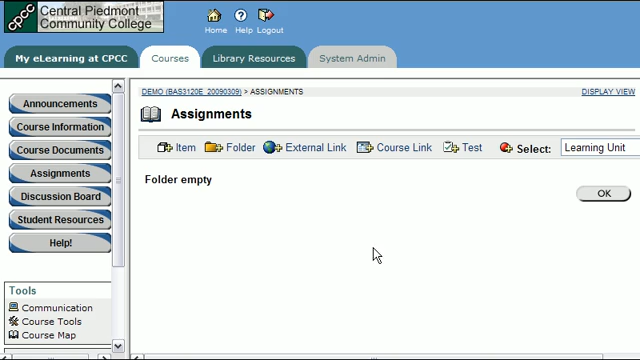 CPCC
Central Piedmont
Community College
Home Help Logout
My eLearning at CPCC Courses Library Resources System Admin
DEMO (BAS3120E_20090309) > ASSIGNMENTS DISPLAY VIEW
Assignments
Item Folder External Link Course Link Test Select: Learning Unit
Folder empty
OK
Announcements
Course Information
Course Documents
Assignments
Discussion Board
Student Resources
Help!
Tools
Communication
Course Tools
Course Map